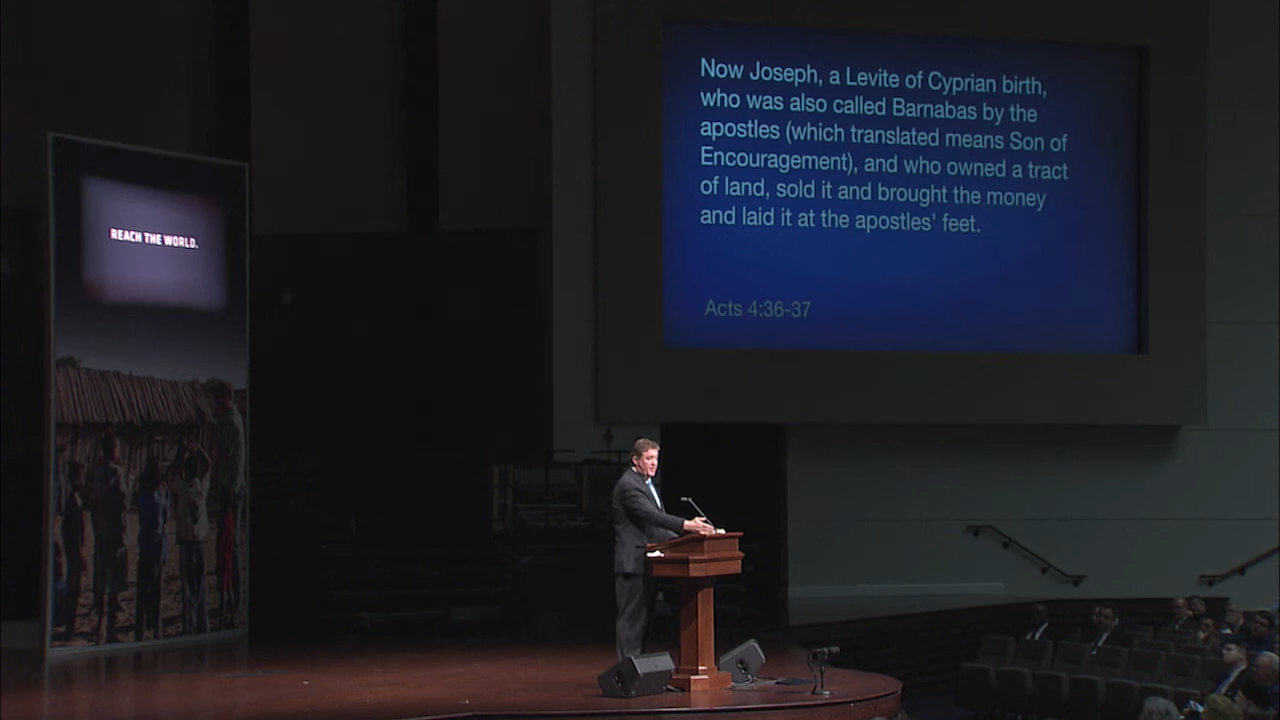 REACH THE WORLD.
Now Joseph, a Levite of Cyprian birth,
who was also called Barnabas by the
apostles (which translated means Son of
Encouragement), and who owned a tract
of land, sold it and brought the money
and laid it at the apostles' feet.
Acts 4:36-37